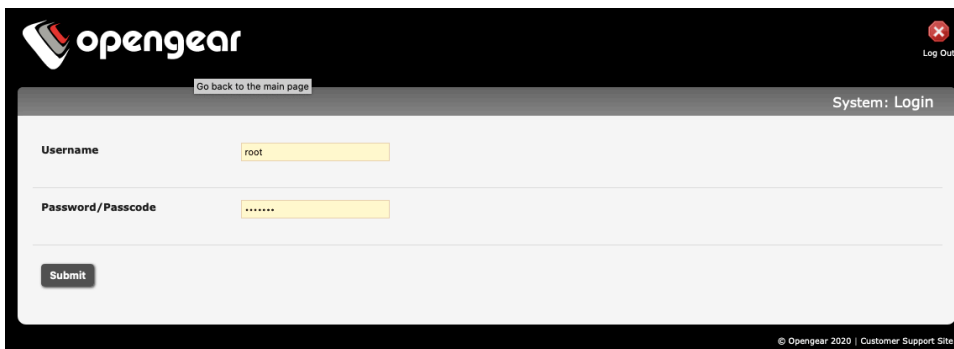 opengear
Log Out
Go back to the main page
System: Login
Username
root
Password/Passcode
•••••••
Submit
© Opengear 2020 | Customer Support Site